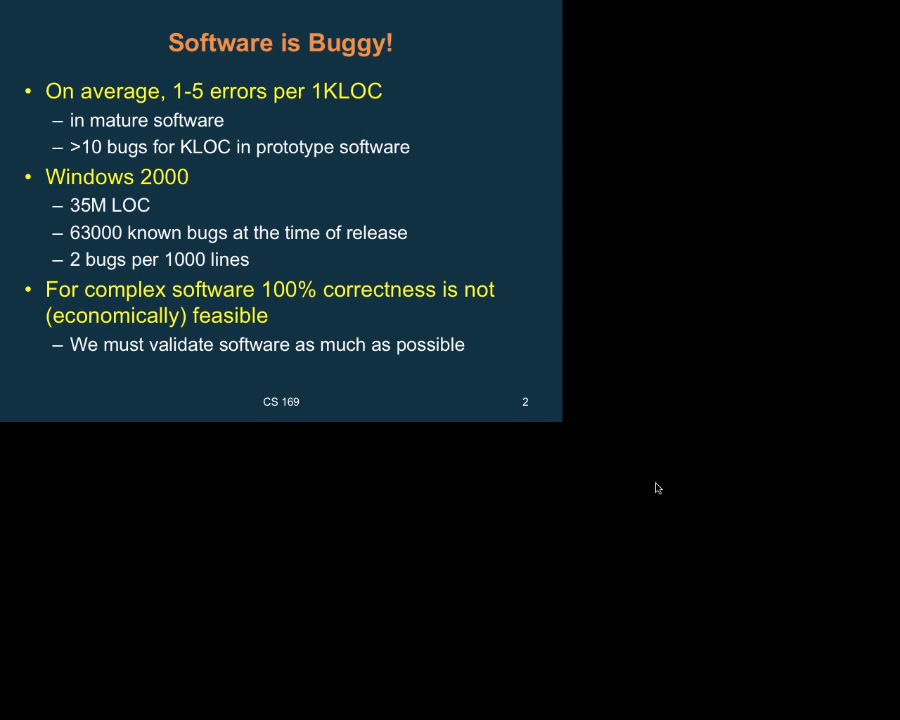 Software is Buggy!
• On average, 1-5 errors per 1KLOC
– in mature software
– >10 bugs for KLOC in prototype software
• Windows 2000
– 35M LOC
– 63000 known bugs at the time of release
– 2 bugs per 1000 lines
• For complex software 100% correctness is not
(economically) feasible
– We must validate software as much as possible
CS 169
2